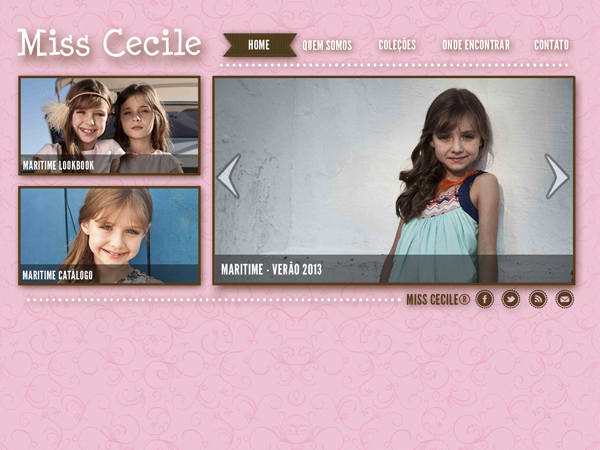 Miss Cecile
HOME
QUEM SOMOS
COLEÇÕES
ONDE ENCONTRAR
CONTATO
MARITIME LOOKBOOK
MARITIME CATÁLOGO
MARITIME - VERÃO 2013
MISS CECILE®